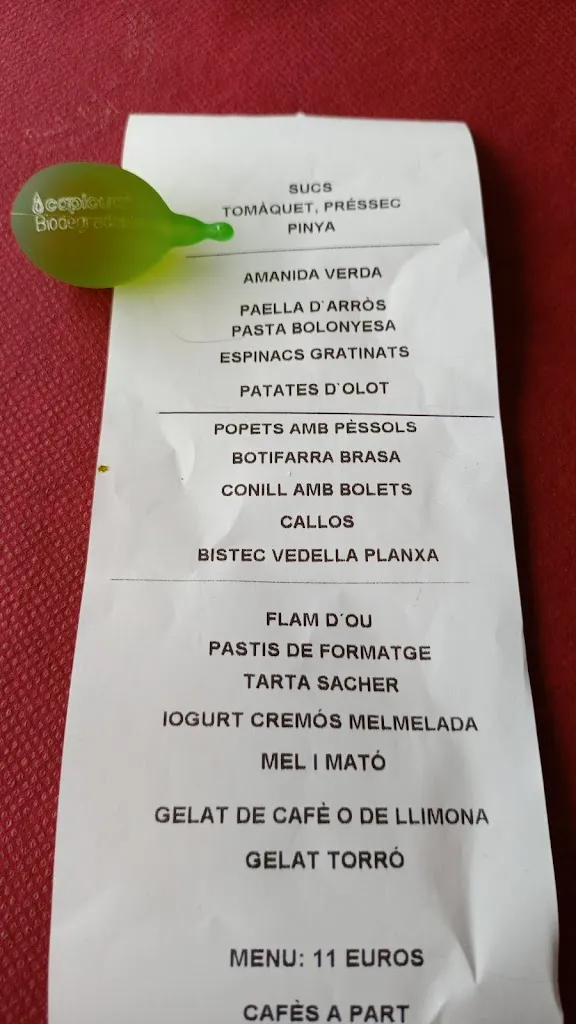 Biodegradable
SUCS
TOMÀQUET, PRÉSSEC
PINYA
AMANIDA VERDA
PAELLA D´ARRÒS
PASTA BOLONYESA
ESPINACS GRATINATS
PATATES D´OLOT
POPETS AMB PÈSSOLS
BOTIFARRA BRASA
CONILL AMB BOLETS
CALLOS
BISTEC VEDELLA PLANXA
FLAM D´OU
PASTIS DE FORMATGE
TARTA SACHER
IOGURT CREMÓS MELMELADA
MEL I MATÓ
GELAT DE CAFÈ O DE LLIMONA
GELAT TORRÓ
MENU: 11 EUROS
CAFÈS A PART